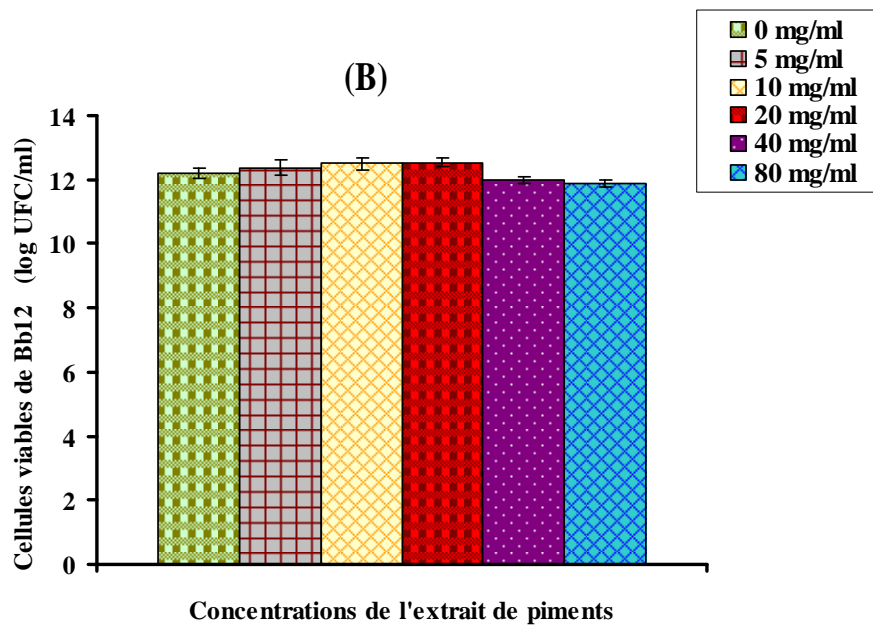 0 mg/ml
5 mg/ml
10 mg/ml
20 mg/ml
40 mg/ml
80 mg/ml
(B)
Cellules viables de Bb12 (log UFC/ml)
14
12
10
8
6
4
2
0
Concentrations de l'extrait de piments